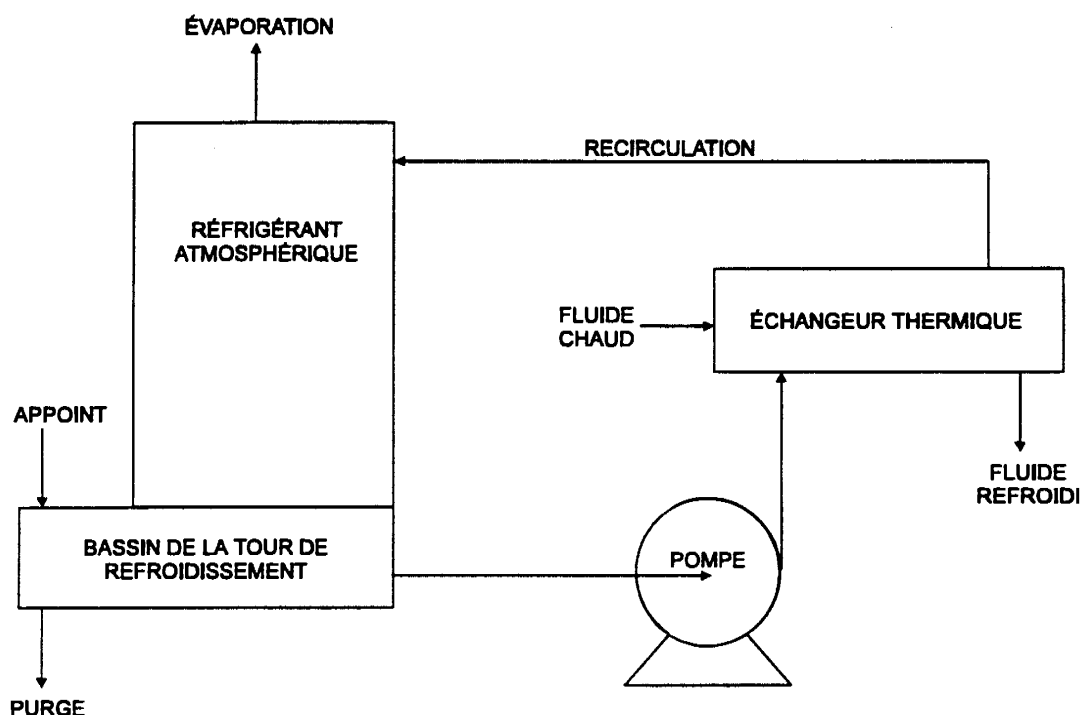 ÉVAPORATION
RECIRCULATION
RÉFRIGÉRANT
ATMOSPHÉRIQUE
FLUIDE
CHAUD
ÉCHANGEUR THERMIQUE
APPOINT
FLUIDE
REFROIDI
BASSIN DE LA TOUR DE
REFROIDISSEMENT
POMPE
PURGE